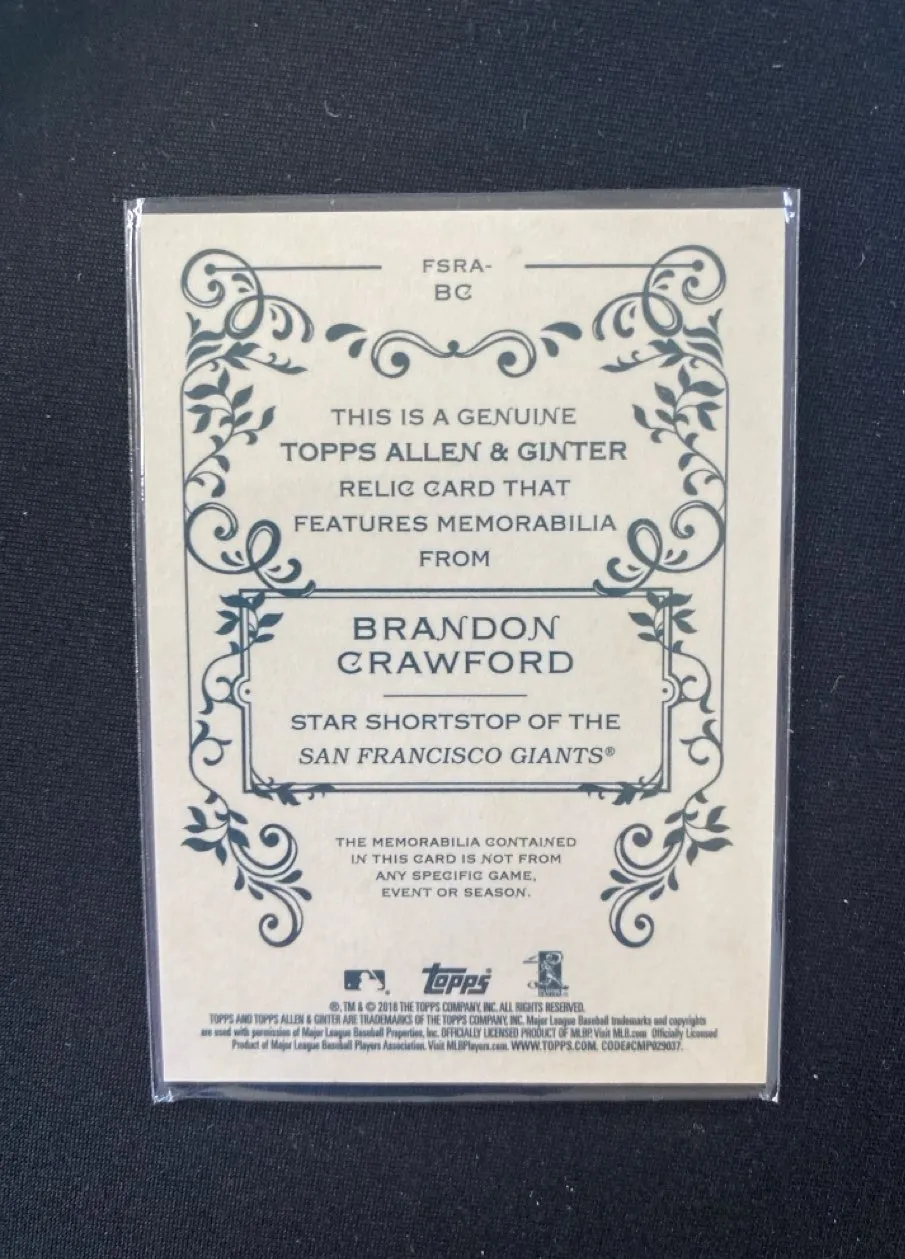 FSRA-
BC
THIS IS A GENUINE
TOPPS ALLEN & GINTER
RELIC CARD THAT
FEATURES MEMORABILIA
FROM
BRANDON
CRAWFORD
STAR SHORTSTOP OF THE
SAN FRANCISCO GIANTS®
THE MEMORABILIA CONTAINED
IN THIS CARD IS NOT FROM
ANY SPECIFIC GAME,
EVENT OR SEASON.
topps
®, TM & © 2018 THE TOPPS COMPANY, INC. ALL RIGHTS RESERVED.
TOPPS AND TOPPS ALLEN & GINTER ARE TRADEMARKS OF THE TOPPS COMPANY, INC. Major League Baseball trademarks and copyrights
are used with permission of Major League Baseball Properties, Inc. OFFICIALLY LICENSED PRODUCT OF MLBP Visit MLB.com Officially Licensed
Product of Major League Baseball Players Association. Visit MLBPlayers.com. WWW.TOPPS.COM. CODE#CMP029037.